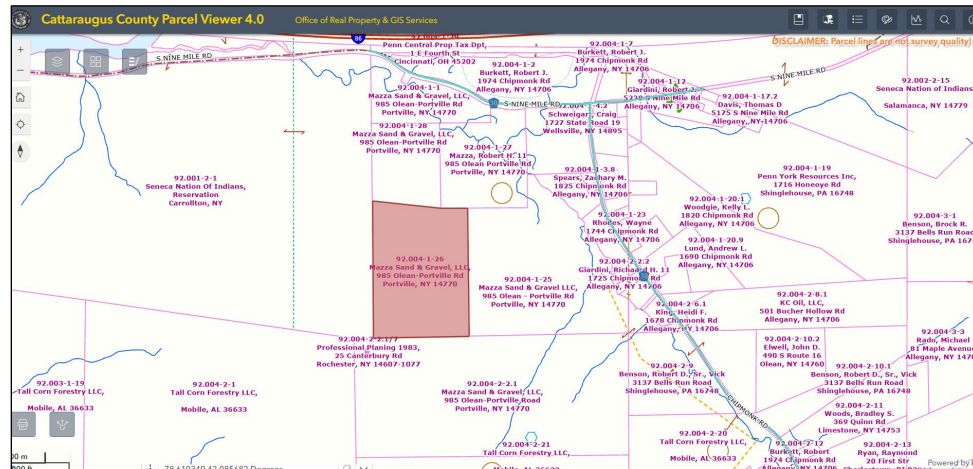 Cattaraugus County Parcel Viewer 4.0
Office of Real Property & GIS Services
DISCLAIMER: Parcel lines are not survey quality!
86
Penn Central Prop Tax Dpt,
1 E Fourth St
Cincinnati, OH 45202
92.004-1-7
Burkett, Robert J.
1974 Chipmonk Rd
Allegany, NY 14706
S NINE MILE RD
92.004-1-2
Burkett, Robert J.
1974 Chipmonk Rd
Allegany, NY 14706
S NINE MILE RD
92.004-1-12
Giardini, Robert J.
S Nine Mile Rd
Allegany, NY 14706
92.002-2-15
Seneca Nation of Indians,
Salamanca, NY 14779
92.004-1-1
Mazza Sand & Gravel, LLC,
985 Olean-Portville Rd
Portville, NY 14770
S NINE MILE RD
92.004-1-17.2
Davis, Thomas D
5175 S Nine Mile Rd
Allegany, NY 14706
4.2
Schweigart, Craig
1727 State Road 19
Wellsville, NY 14895
92.004-1-28
Mazza Sand & Gravel, LLC,
985 Olean-Portville Rd
Portville, NY 14770
92.004-1-27
Mazza, Robert H. 11
985 Olean Portville Rd
Portville, NY 14770
92.004-1-3.8
Spears, Zachary M.
1825 Chipmonk Rd
Allegany, NY 14706
92.004-1-19
Penn York Resources Inc,
1716 Honeoye Rd
Shinglehouse, PA 16748
92.001-2-1
Seneca Nation Of Indians,
Reservation
Carrollton, NY
92.004-1-20.1
Woodgie, Kelly L.
1820 Chipmonk Rd
Allegany, NY 14706
92.004-1-23
Rhodes, Wayne
1744 Chipmonk Rd
Allegany, NY 14706
92.004-3-1
Benson, Brock R.
3137 Bells Run Road
Shinglehouse, PA 167
92.004-1-20.9
Lund, Andrew L.
1690 Chipmonk Rd
Allegany, NY 14706
92.004-1-26
Mazza Sand & Gravel, LLC,
985 Olean-Portville Rd
Portville, NY 14770
92.004-2-2.2
Giardini, Richard H. 11
1725 Chipmonk Rd
Allegany, NY 14706
92.004-1-25
Mazza Sand & Gravel LLC,
985 Olean - Portville Rd
Portville, NY 14770
92.004-2-6.1
King, Heidi F.
1678 Chipmonk Rd
Allegany, NY 14706
92.004-2-8.1
KC Oil, LLC,
501 Bucher Hollow Rd
Allegany, NY 14706
92.004-2-2.1/7
Professional Planing 1983,
25 Canterbury Rd
Rochester, NY 14607-1077
92.004-2-10.2
Elwell, John D.
490 S Route 16
Olean, NY 14760
92.004-3-3
Rado, Michael
81 Maple Avenu
Allegany, NY 147
92.003-1-19
Tall Corn Forestry LLC,
Mobile, AL 36633
92.004-2-1
Tall Corn Forestry LLC,
Mobile, AL 36633
92.004-2-2.1
Mazza Sand & Gravel, LLC,
985 Olean-Portville Road
Portville, NY 14770
92.004-2-9
Benson, Robert D., Sr., Vick
3137 Bells Run Road
Shinglehouse, PA 16748
92.004-2-10.1
Benson, Robert D., Sr., Vick
3137 Bells Run Road
Shinglehouse, PA 16748
CHIPMONK RD
92.004-2-11
Woods, Bradley S.
369 Quinn Rd
Limestone, NY 14753
92.004-2-21
Tall Corn Forestry LLC,
92.004-2-20
Tall Corn Forestry LLC,
Mobile, AL 36633
92.004-2-12
Burkett, Robert
1974 Chipmonk Rd
92.004-2-13
Ryan, Raymond
20 First Str
Powered by